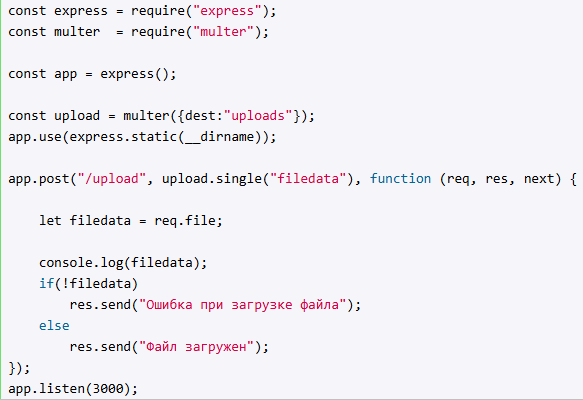 const express = require("express");
const multer  = require("multer");

const app = express();

const upload = multer({dest:"uploads"});
app.use(express.static(__dirname));

app.post("/upload", upload.single("filedata"), function (req, res, next) {

    let filedata = req.file;

    console.log(filedata);
    if(!filedata)
        res.send("Ошибка при загрузке файла");
    else
        res.send("Файл загружен");
});
app.listen(3000);